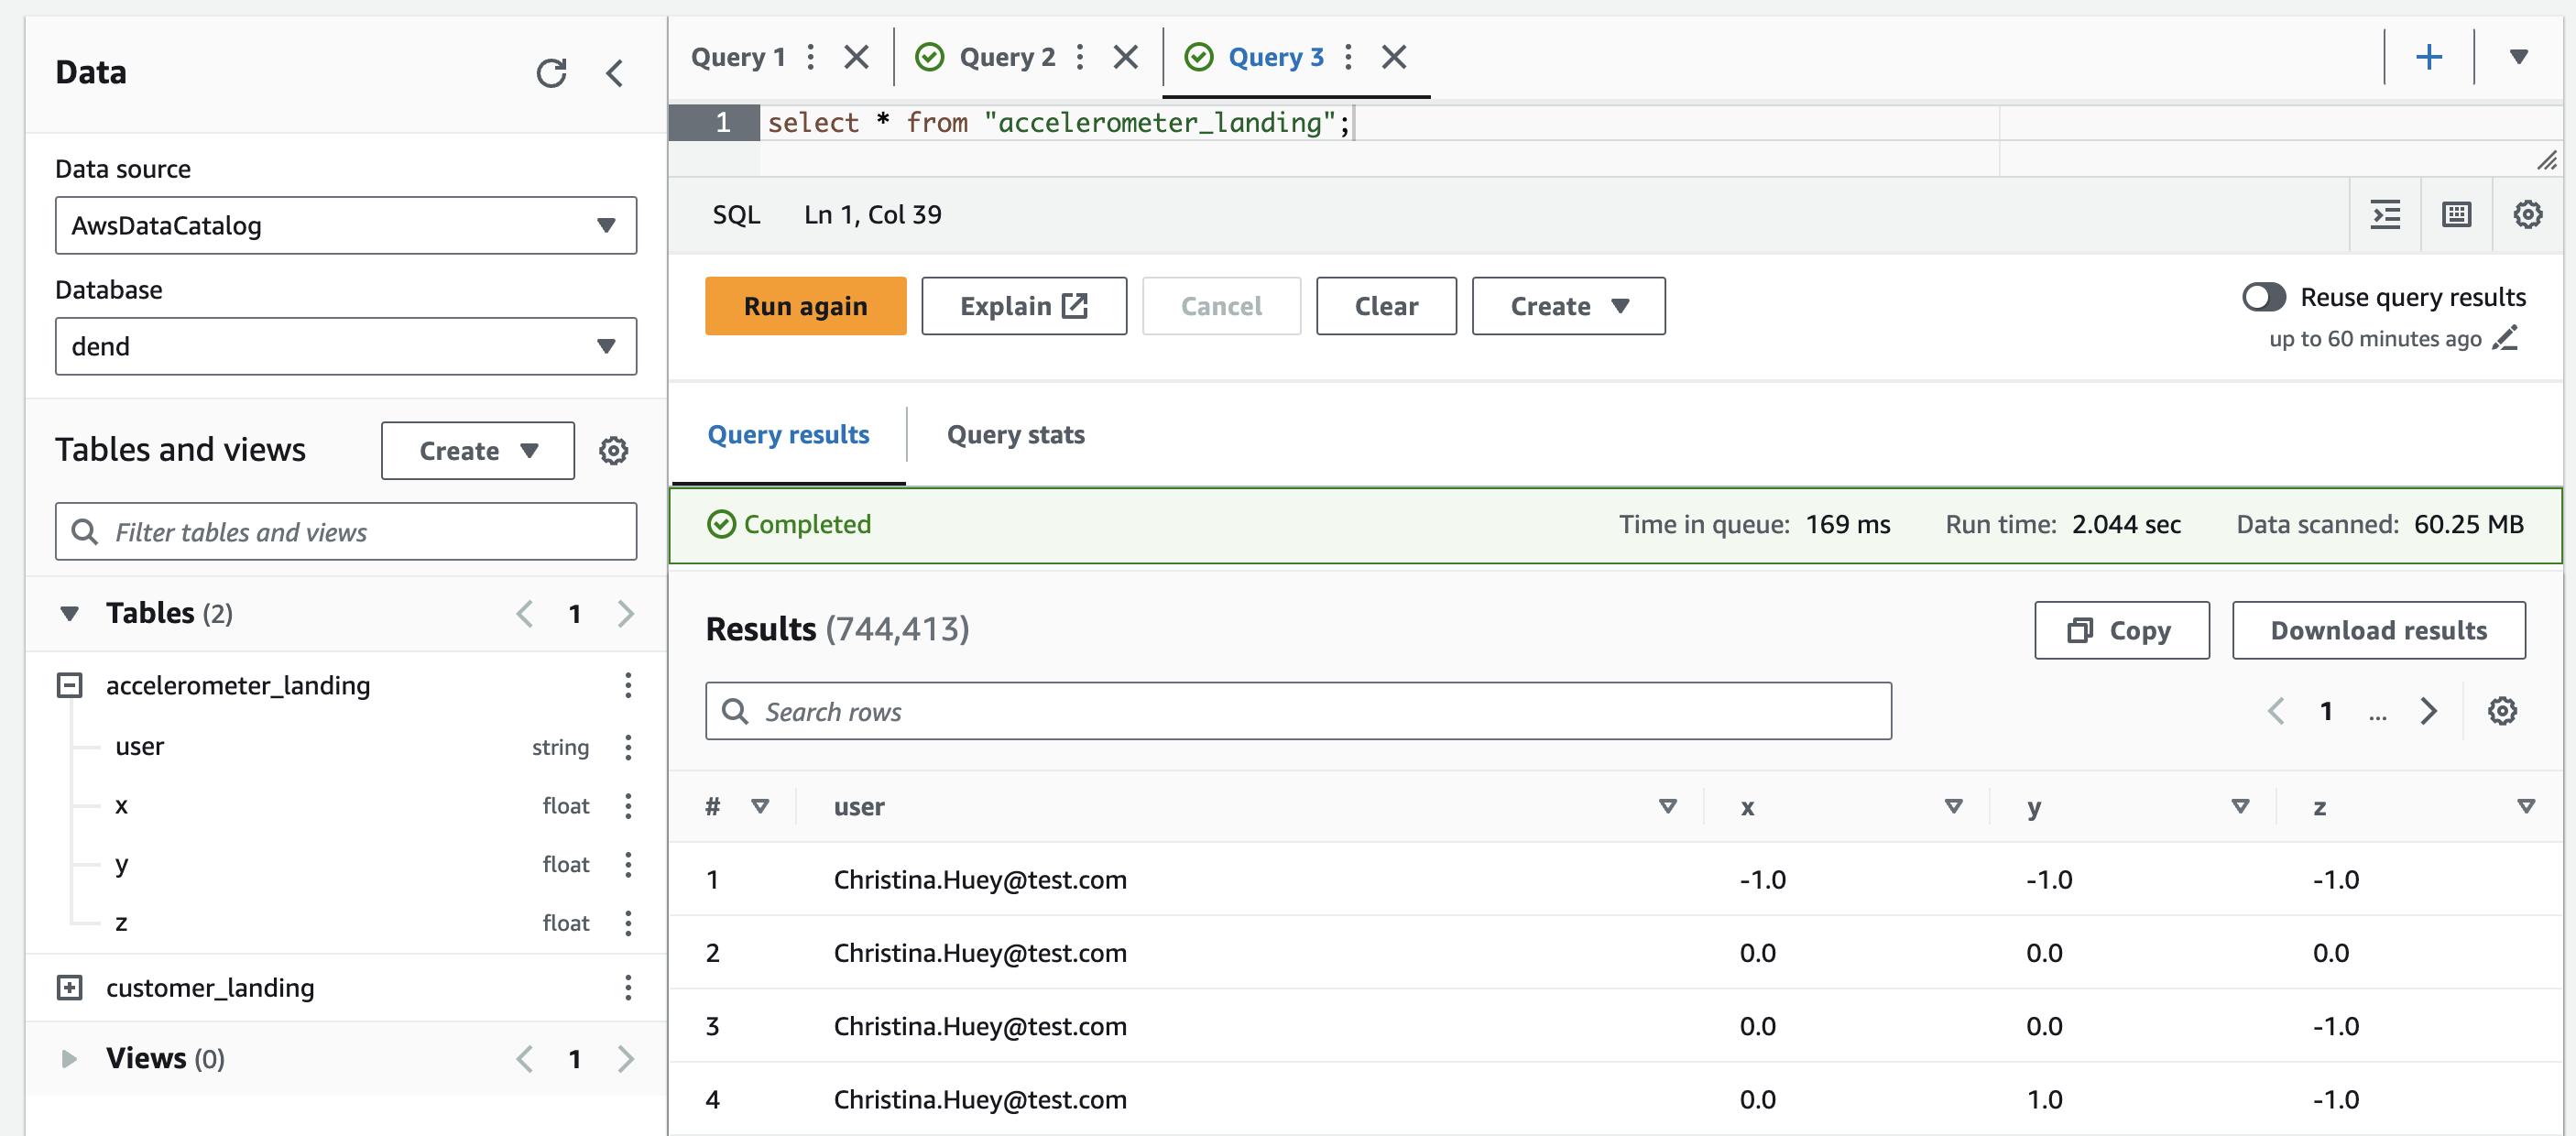 Data
Data source
AwsDataCatalog
Database
dend
Tables and views
Create
Filter tables and views
Tables (2)
1
accelerometer_landing
user string
x float
y float
z float
customer_landing
Views (0)
1
Query 1
Query 2
Query 3
1 select * from "accelerometer_landing";
SQL Ln 1, Col 39
Run again
Explain
Cancel
Clear
Create
Reuse query results
up to 60 minutes ago
Query results
Query stats
Completed
Time in queue: 169 ms
Run time: 2.044 sec
Data scanned: 60.25 MB
Results (744,413)
Copy
Download results
Search rows
1 ...
# user x y z
1 Christina.Huey@test.com -1.0 -1.0 -1.0
2 Christina.Huey@test.com 0.0 0.0 0.0
3 Christina.Huey@test.com 0.0 0.0 -1.0
4 Christina.Huey@test.com 0.0 1.0 -1.0